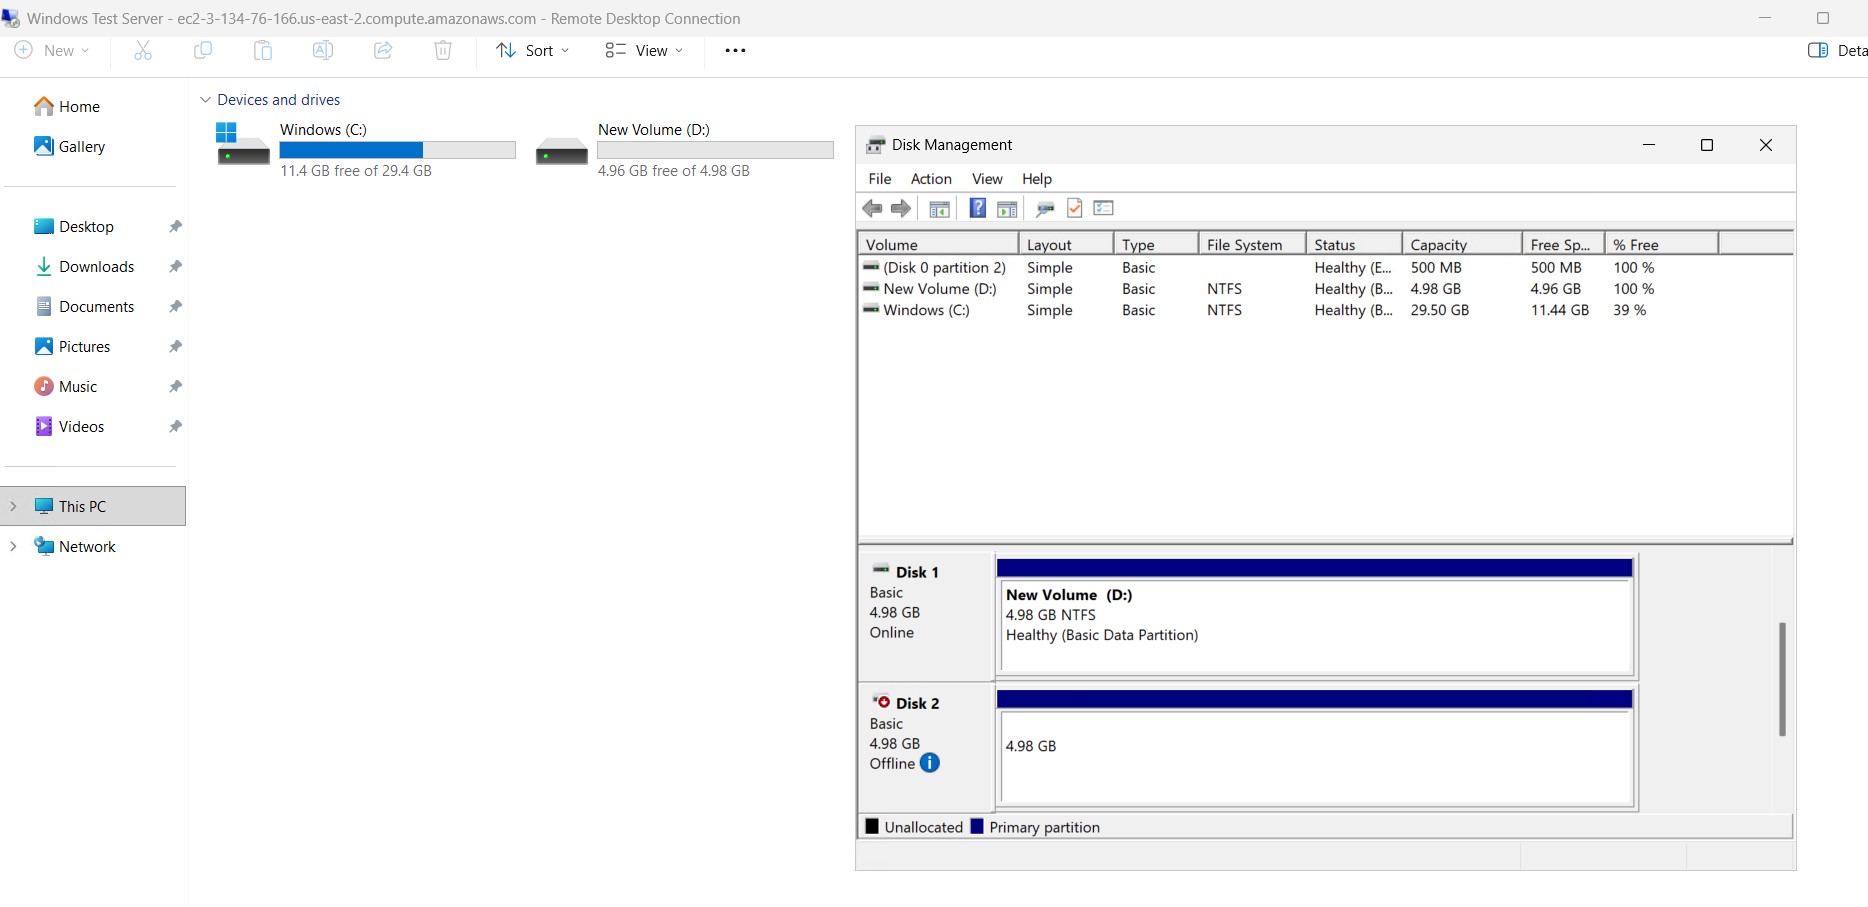 Windows Test Server - ec2-3-134-76-166.us-east-2.compute.amazonaws.com - Remote Desktop Connection
New Sort View ••• Deta
Home
Gallery
Desktop
Downloads
Documents
Pictures
Music
Videos
This PC
Network
Devices and drives
Windows (C:)
11.4 GB free of 29.4 GB
New Volume (D:)
4.96 GB free of 4.98 GB
Disk Management
File Action View Help
Volume Layout Type File System Status Capacity Free Sp... % Free
(Disk 0 partition 2) Simple Basic Healthy (E... 500 MB 500 MB 100 %
New Volume (D:) Simple Basic NTFS Healthy (B... 4.98 GB 4.96 GB 100 %
Windows (C:) Simple Basic NTFS Healthy (B... 29.50 GB 11.44 GB 39 %
Disk 1
Basic
4.98 GB
Online
New Volume (D:)
4.98 GB NTFS
Healthy (Basic Data Partition)
Disk 2
Basic
4.98 GB
Offline
4.98 GB
Unallocated Primary partition